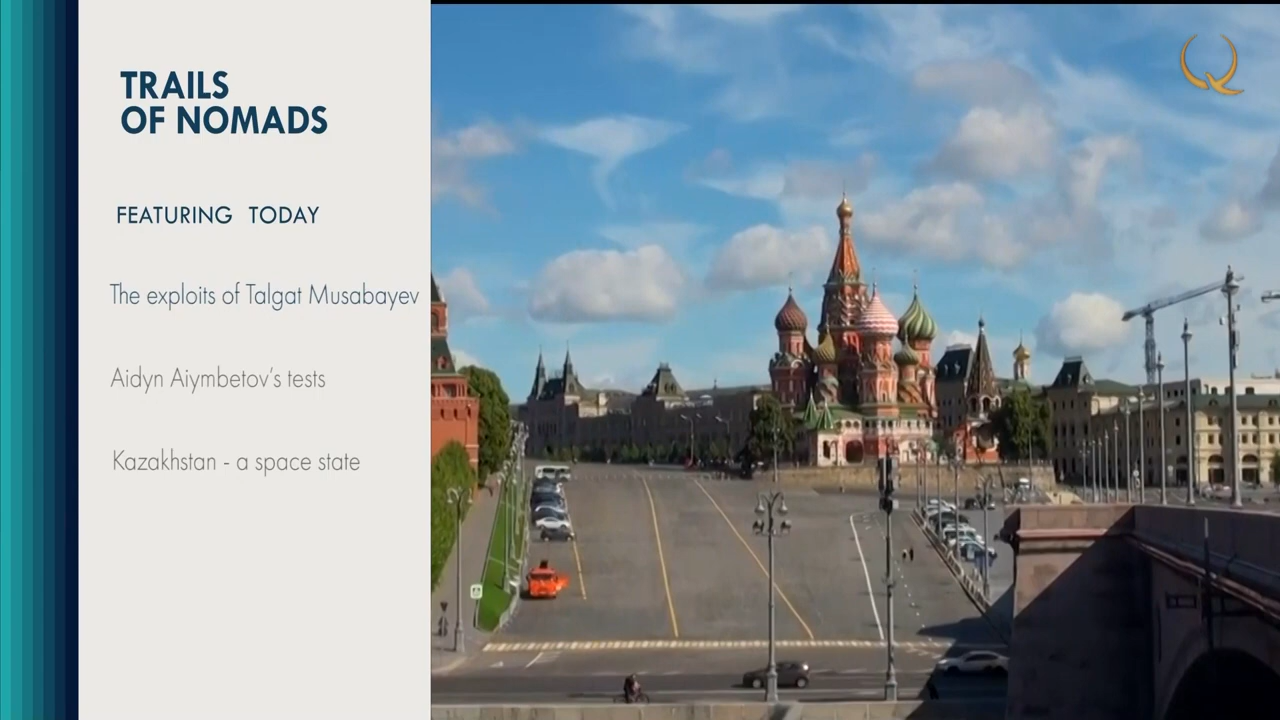 TRAILS
OF NOMADS
FEATURING TODAY
The exploits of Talgat Musabayev
Aidyn Aiymbetov's tests
Kazakhstan - a space state